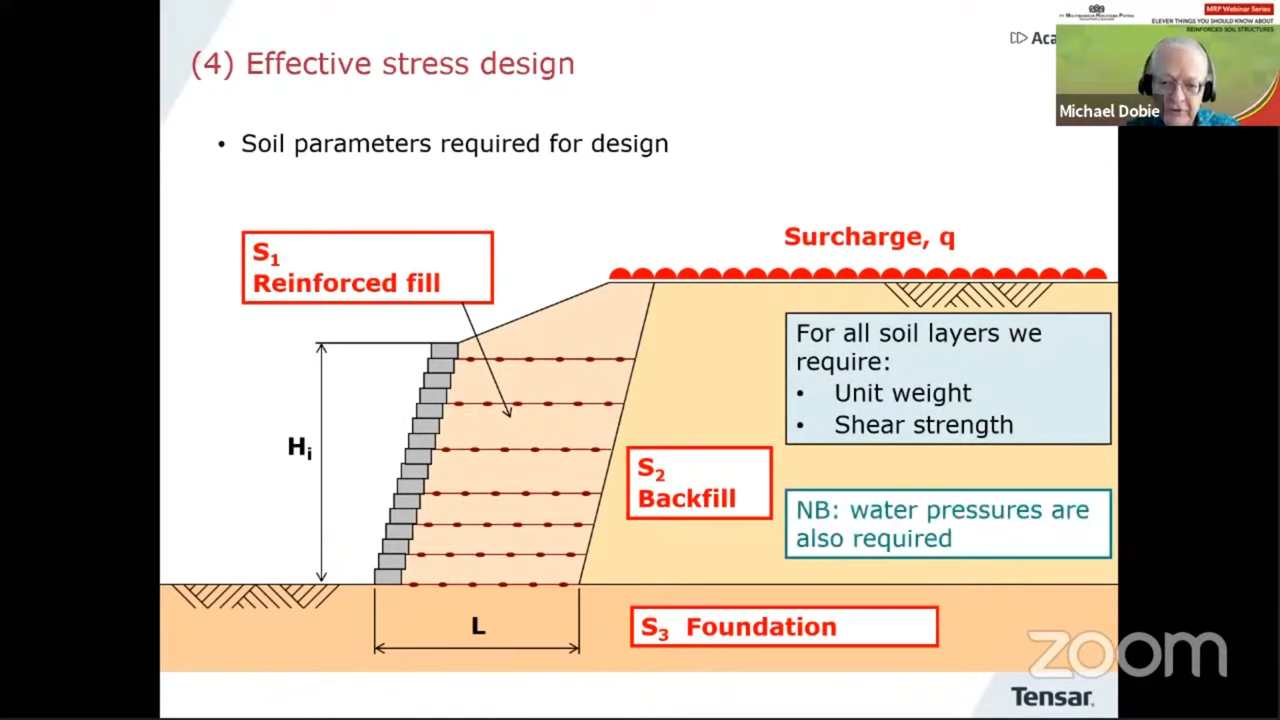 MRP Webinar Series
ELEVEN THINGS YOU SHOULD KNOW ABOUT
REINFORCED SOIL STRUCTURES
Aca
Michael Dobie
(4) Effective stress design
• Soil parameters required for design
Surcharge, q
S1
Reinforced fill
For all soil layers we
require:
• Unit weight
• Shear strength
Hi
S2
Backfill
NB: water pressures are
also required
L
S3 Foundation
zoom
Tensar